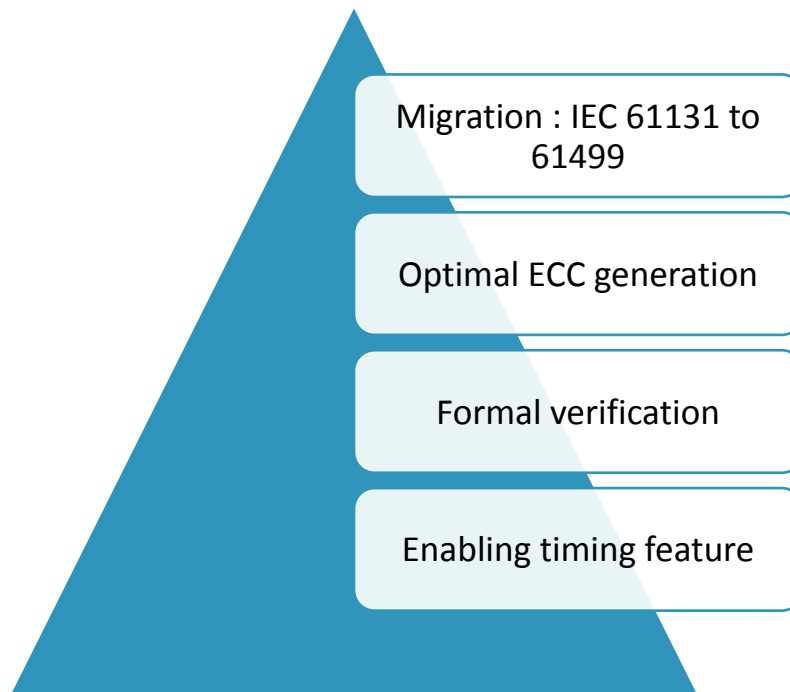 Migration : IEC 61131 to
61499
Optimal ECC generation
Formal verification
Enabling timing feature